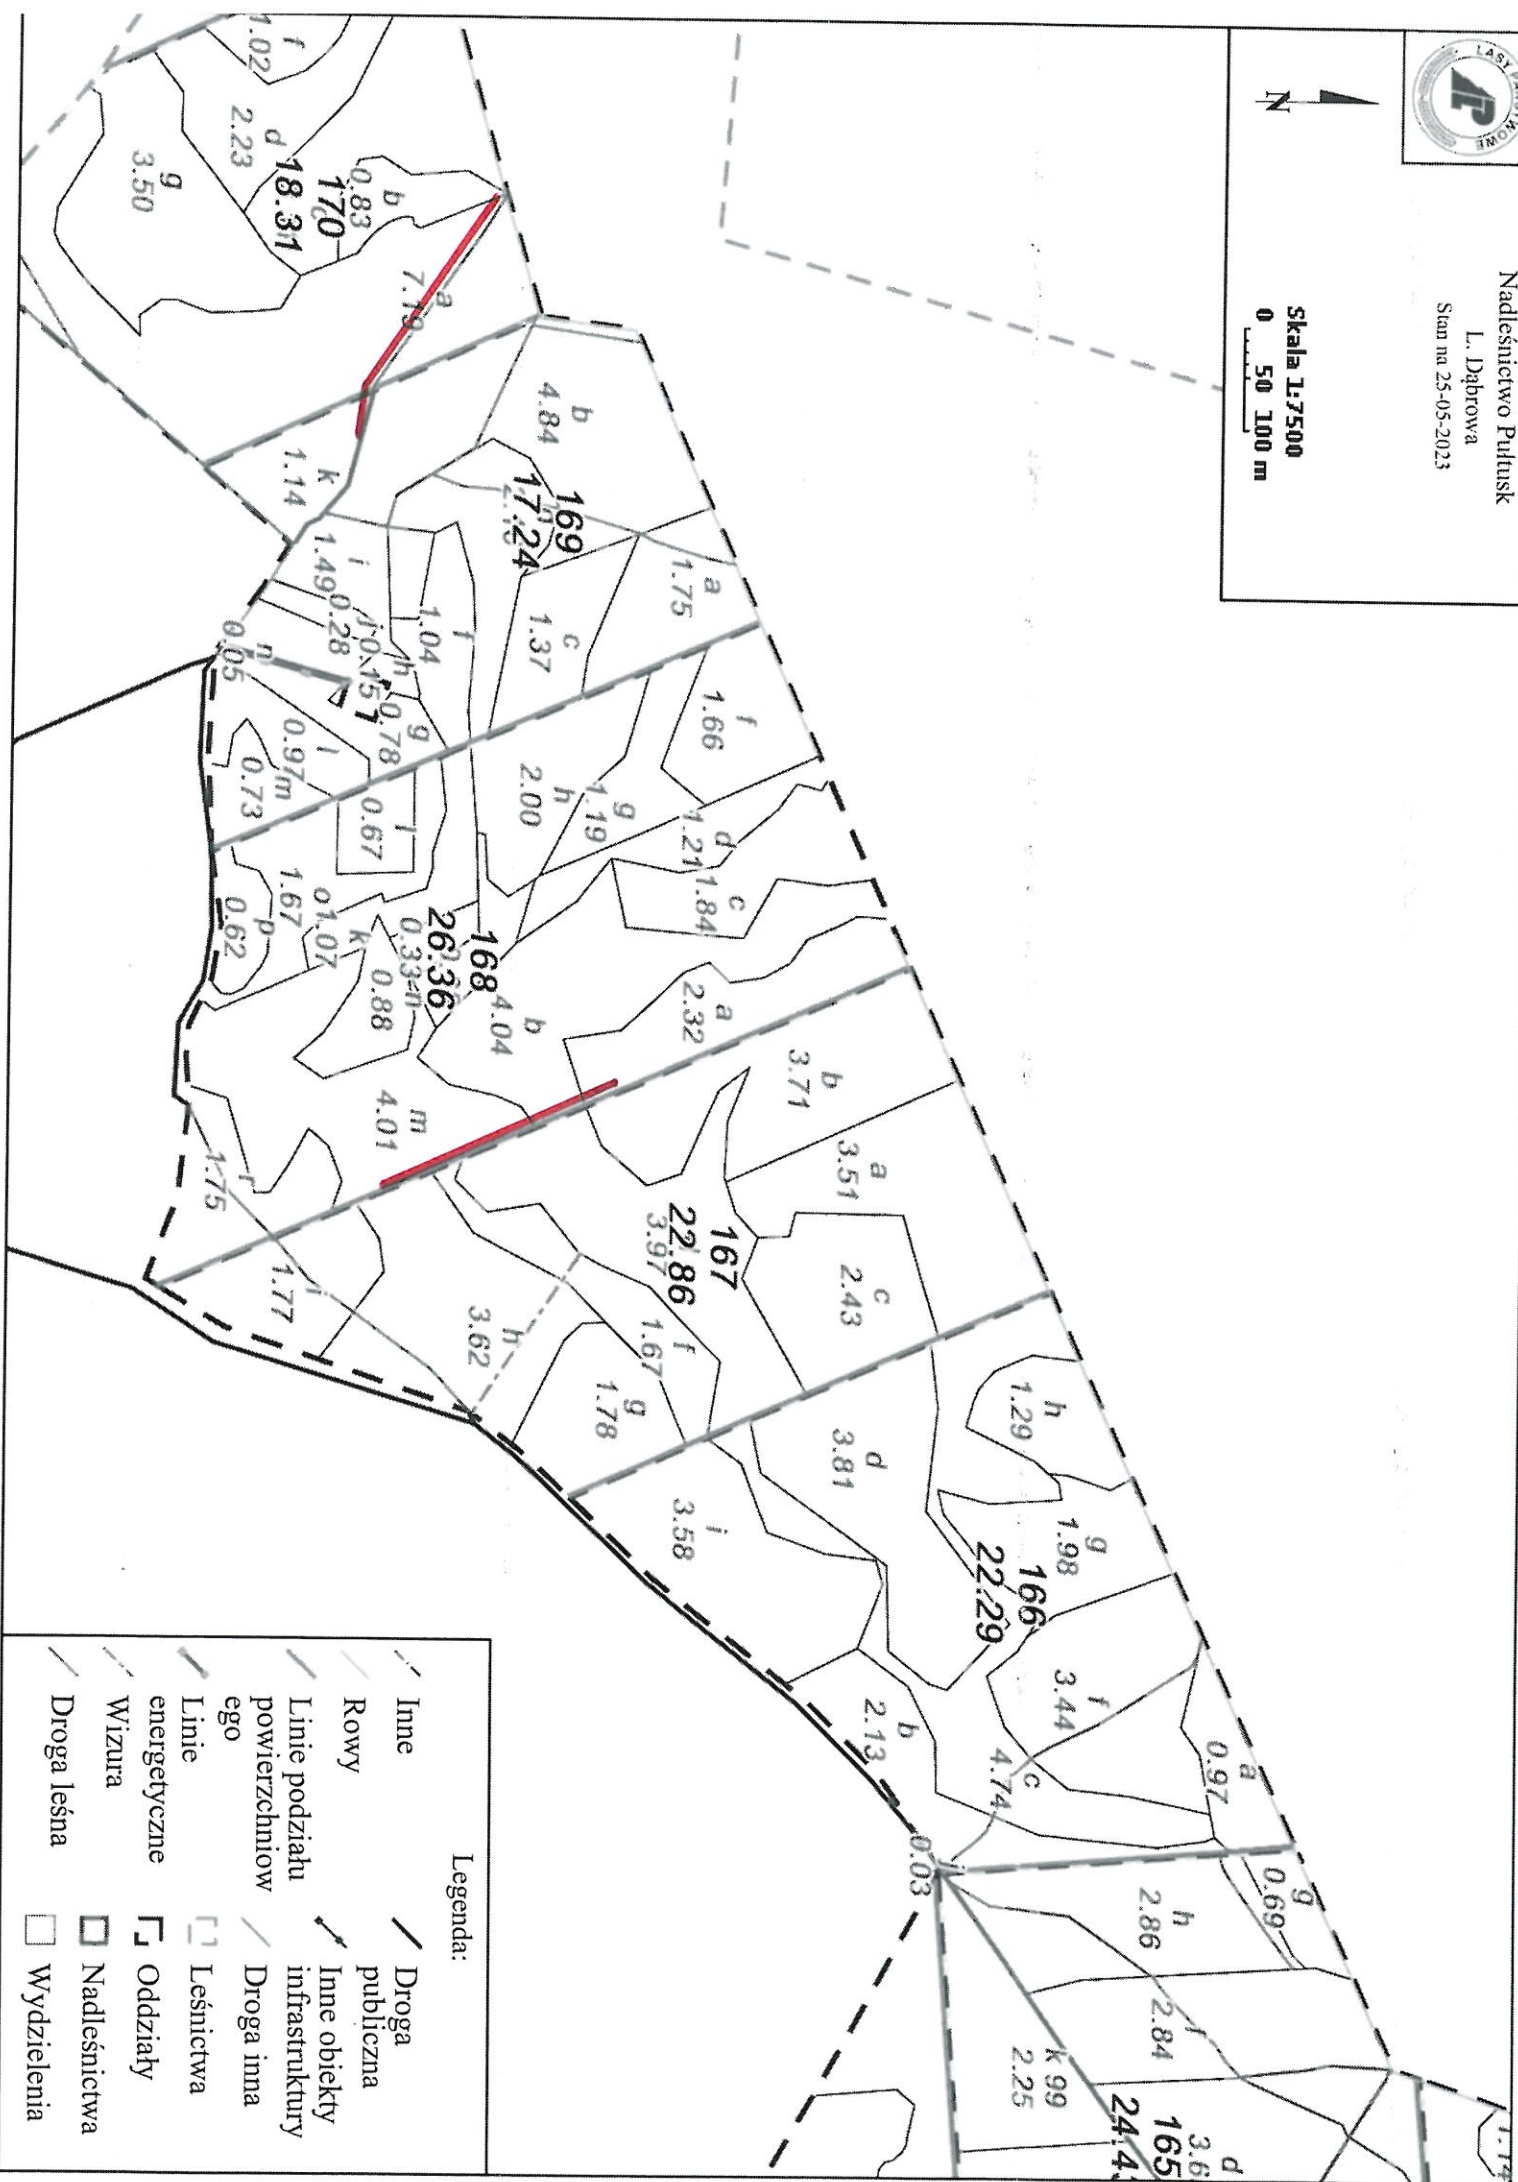 Nadleśnictwo Pułtusk
L. Dąbrowa
Stan na 25-05-2023
Skala 1:7500
0 50 100 m
N
f
1.02
d
2.23
g
3.50
b
0.83
170
18.31
a
7.19
b
4.84
169
17.24
a
1.75
c
1.37
k
1.14
i
1.49
j
0.28
0.15
f
1.04
h
g
0.78
n
0.05
l
0.97
m
0.73
f
1.66
g
1.19
h
2.00
d
1.21
c
1.84
l
0.67
o
1.67
1.07
p
0.62
k
0.88
0.33
n
168
26.36
b
4.04
a
2.32
m
4.01
r
1.75
b
3.71
a
3.51
167
22.86
3.97
c
2.43
f
1.67
g
1.78
h
3.62
i
1.77
h
1.29
g
1.98
d
3.81
166
22.29
i
3.58
f
3.44
a
0.97
b
2.13
c
4.74
j
0.03
g
0.69
h
2.86
2.84
k 99
2.25
d
3.6
165
24.4
Legenda:
Inne
Rowy
Linie podziału
powierzchniow
ego
Linie
energetyczne
Wizura
Droga leśna
Droga
publiczna
Inne obiekty
infrastruktury
Droga inna
Leśnictwa
Oddziały
Nadleśnictwa
Wydzielenia